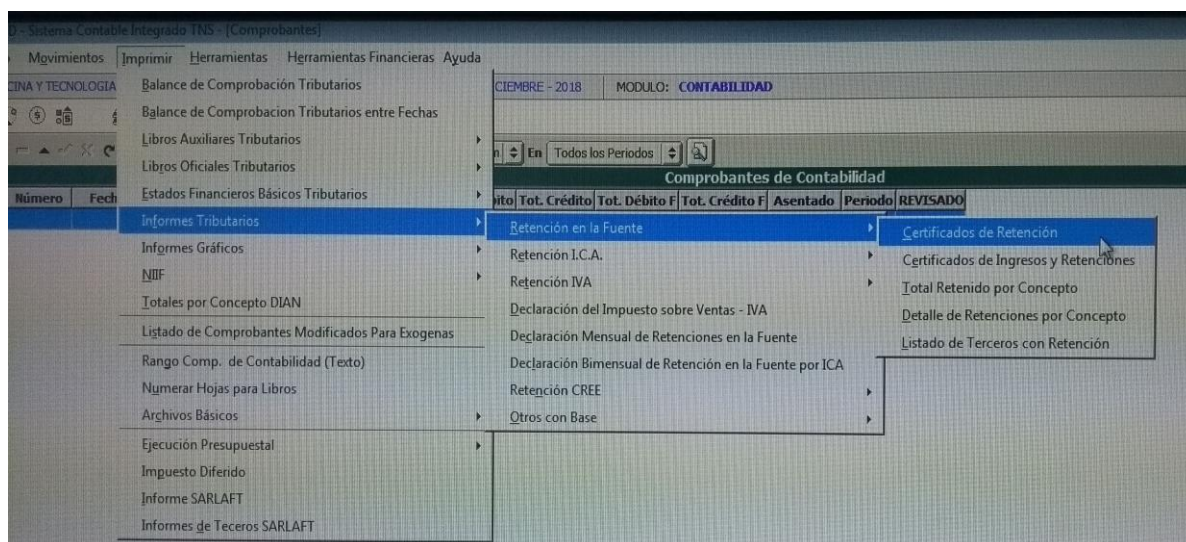 - Sistema Contable Integrado TNS - [Comprobantes]
Movimientos Imprimir Herramientas Herramientas Financieras Ayuda
INA Y TECNOLOGIA CIEMBRE - 2018 MODULO: CONTABILIDAD
En Todos los Periodos
Comprobantes de Contabilidad
Número Fech ito Tot. Crédito Tot. Débito F Tot. Crédito F Asentado Periodo REVISADO
Balance de Comprobación Tributarios
Balance de Comprobacion Tributarios entre Fechas
Libros Auxiliares Tributarios
Libros Oficiales Tributarios
Estados Financieros Básicos Tributarios
Informes Tributarios
Informes Gráficos
NIIF
Totales por Concepto DIAN
Listado de Comprobantes Modificados Para Exogenas
Rango Comp. de Contabilidad (Texto)
Numerar Hojas para Libros
Archivos Básicos
Ejecución Presupuestal
Impuesto Diferido
Informe SARLAFT
Informes de Teceros SARLAFT
Retención en la Fuente
Retención I.C.A.
Retención IVA
Declaración del Impuesto sobre Ventas - IVA
Declaración Mensual de Retenciones en la Fuente
Declaración Bimensual de Retención en la Fuente por ICA
Retención CREE
Otros con Base
Certificados de Retención
Certificados de Ingresos y Retenciones
Total Retenido por Concepto
Detalle de Retenciones por Concepto
Listado de Terceros con Retención